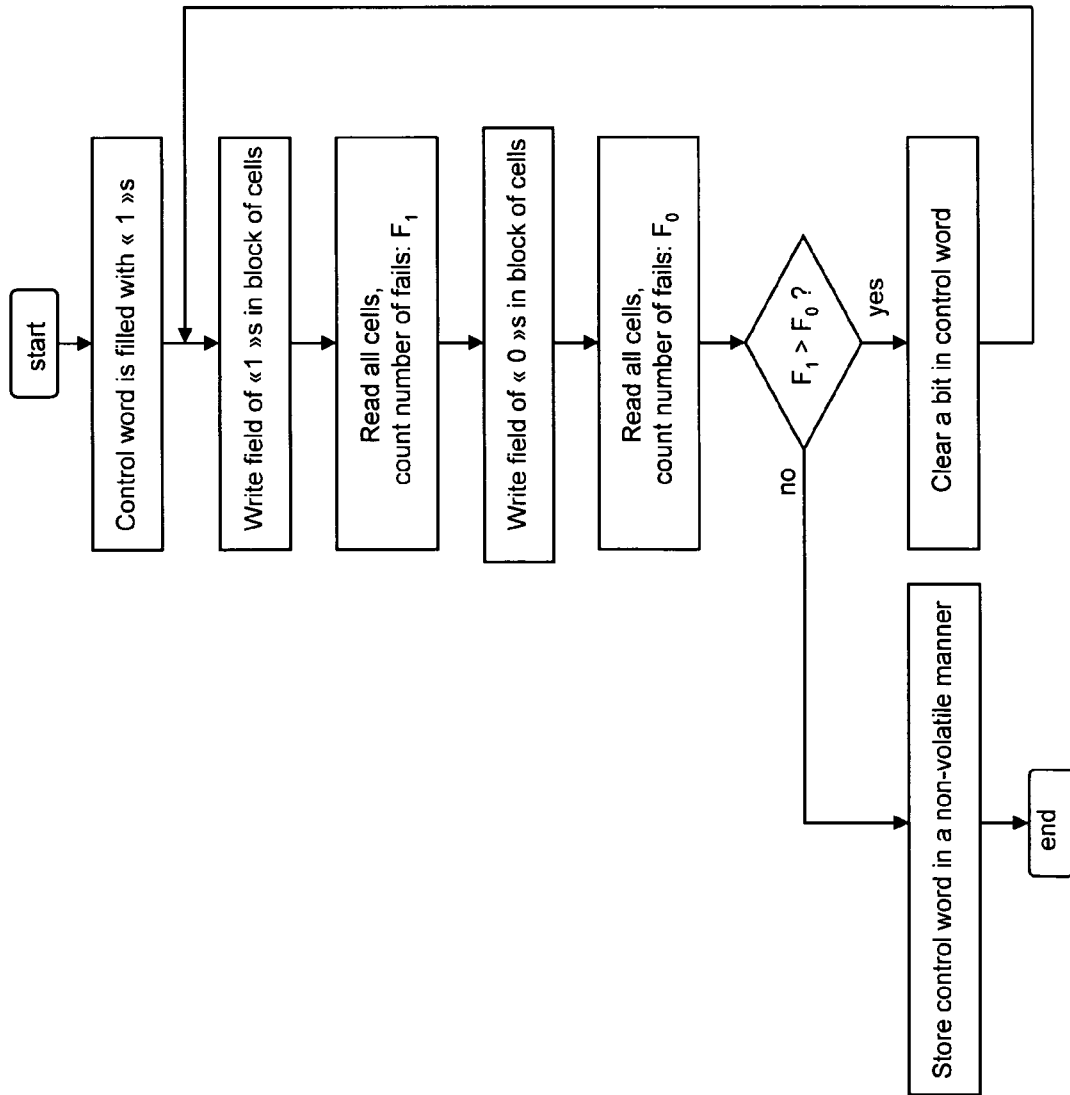 start
Control word is filled with « 1 »s
Write field of «1 »s in block of cells
Read all cells,
count number of fails: F₁
Write field of « 0 »s in block of cells
Read all cells,
count number of fails: F₀
F₁ > F₀ ?
yes
no
Clear a bit in control word
Store control word in a non-volatile manner
end